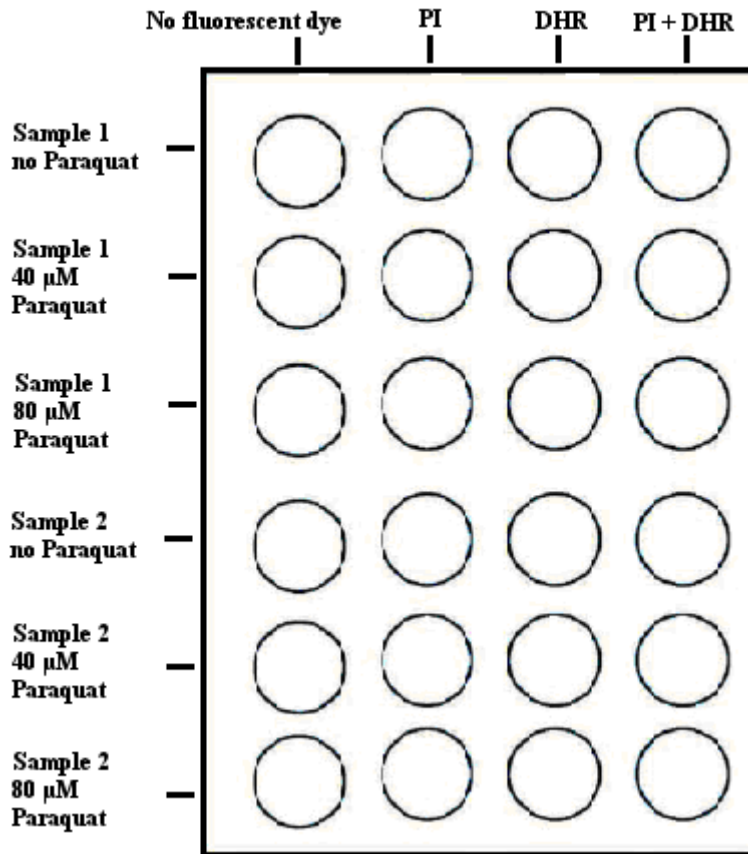 No fluorescent dye PI DHR PI + DHR
Sample 1
no Paraquat
Sample 1
40 µM
Paraquat
Sample 1
80 µM
Paraquat
Sample 2
no Paraquat
Sample 2
40 µM
Paraquat
Sample 2
80 µM
Paraquat